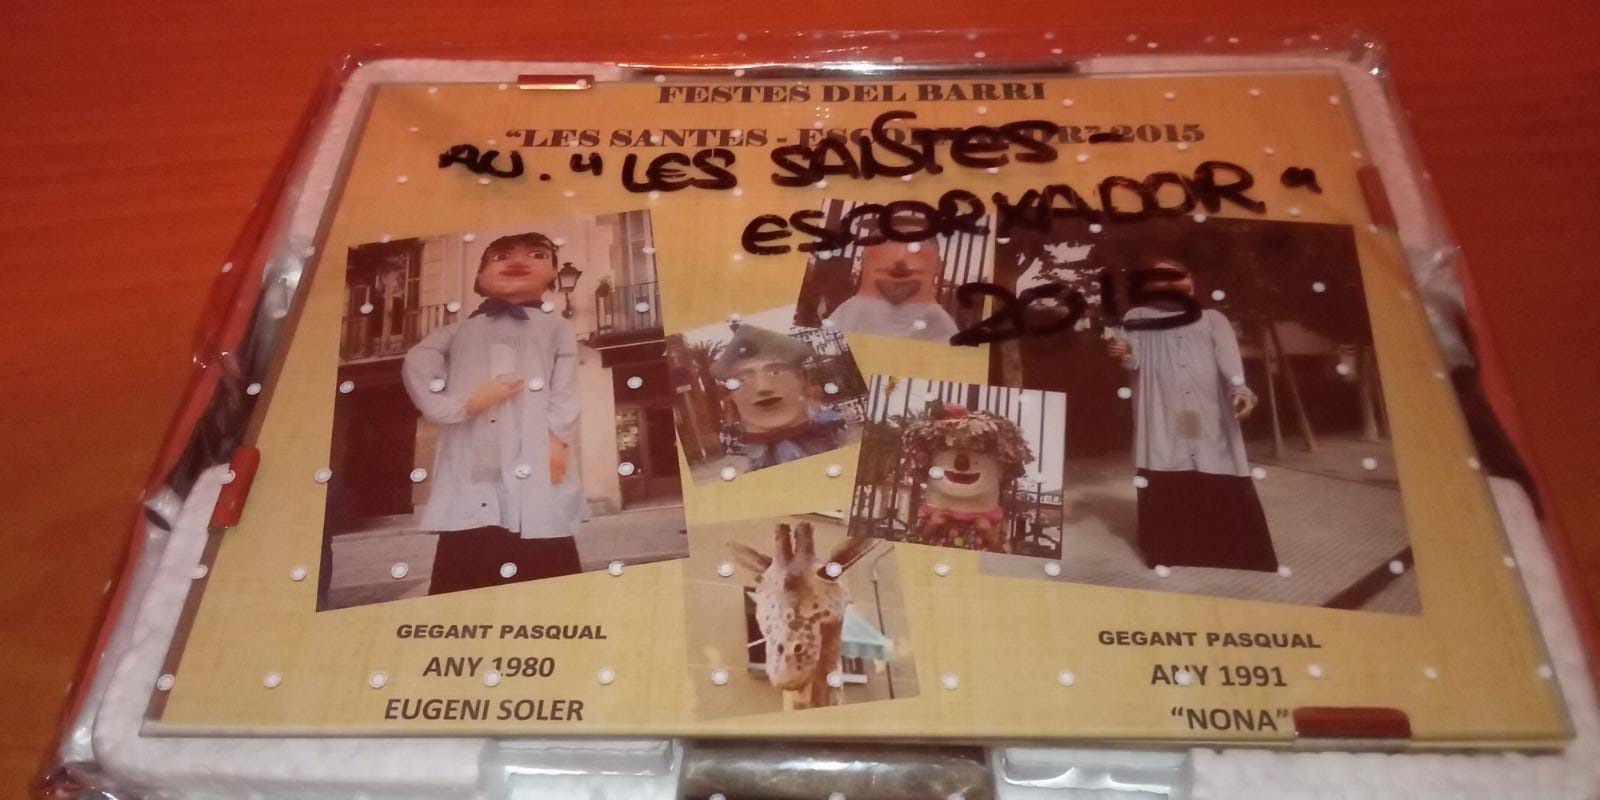 FESTES DEL BARRI
“LES SANTES - ESCORXADOR” 2015
AV. "LES SANTES -
ESCORXADOR"
2015
GEGANT PASQUAL
ANY 1980
EUGENI SOLER
GEGANT PASQUAL
ANY 1991
“NONA”